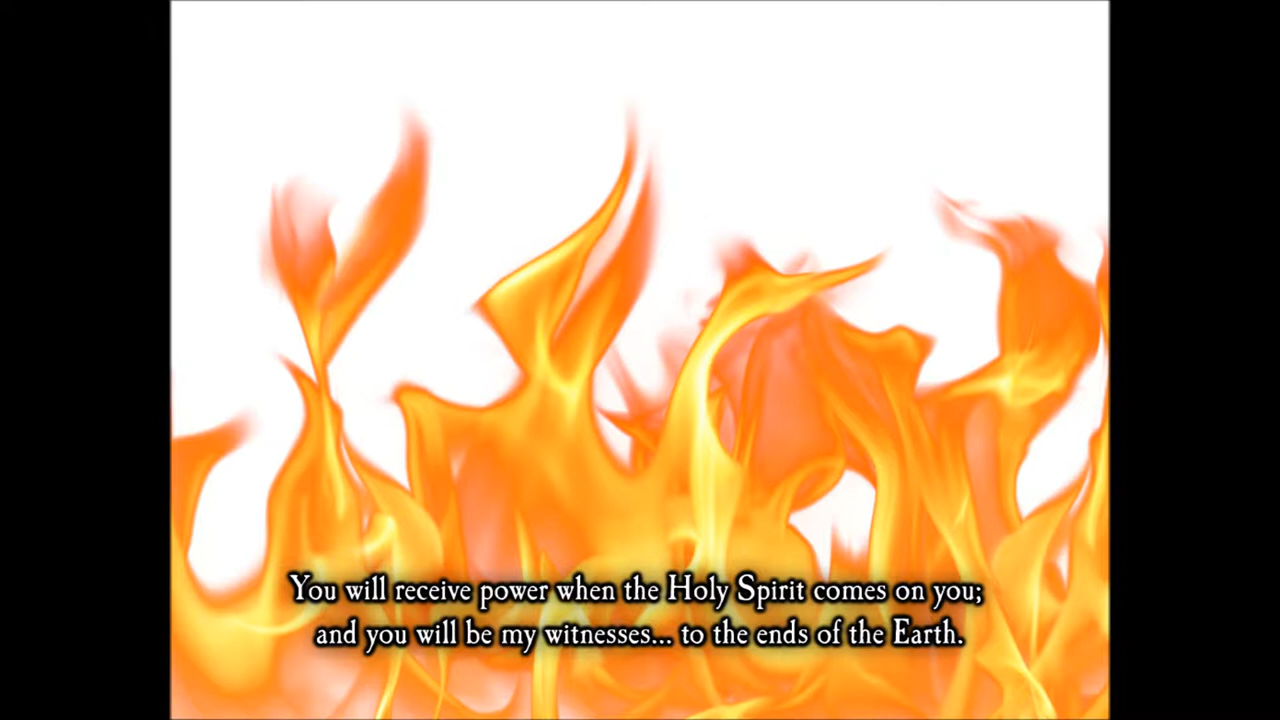 You will receive power when the Holy Spirit comes on you;
and you will be my witnesses... to the ends of the Earth.